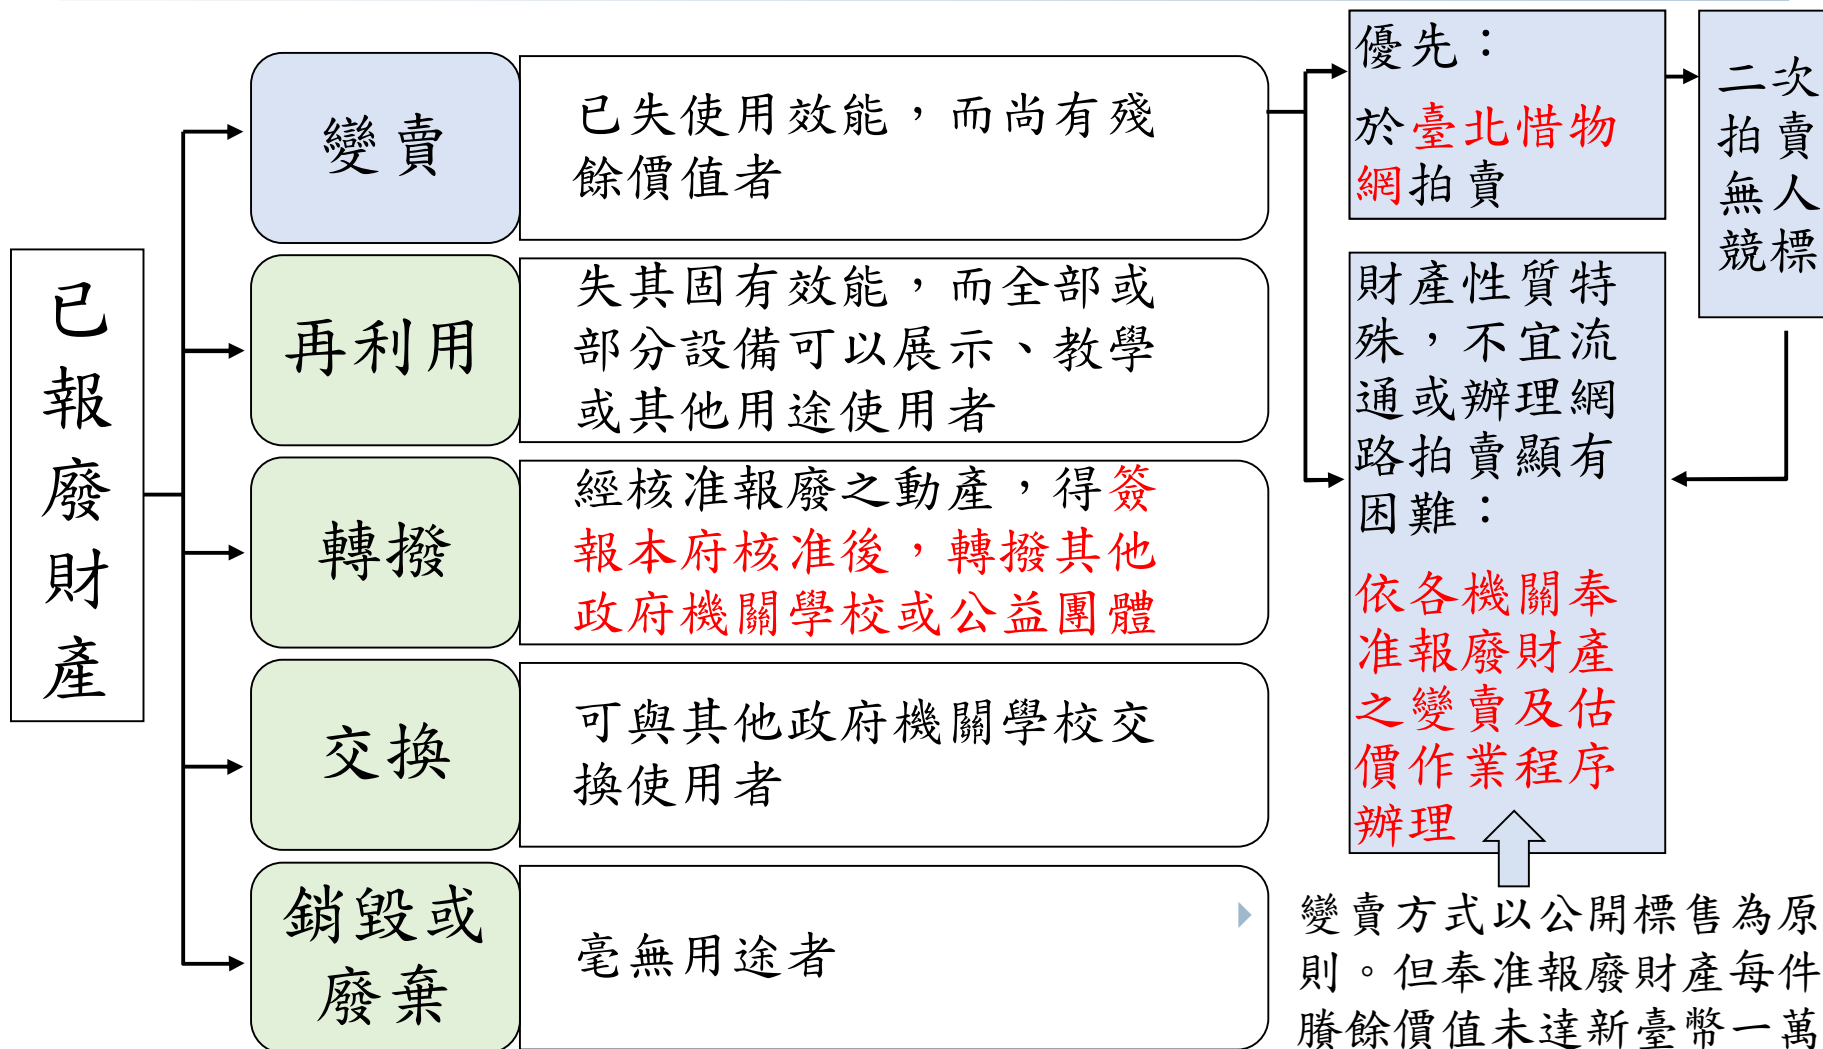 已報廢財產
變賣
已失使用效能，而尚有殘
餘價值者
再利用
失其固有效能，而全部或
部分設備可以展示、教學
或其他用途使用者
轉撥
經核准報廢之動產，得簽
報本府核准後，轉撥其他
政府機關學校或公益團體
交換
可與其他政府機關學校交
換使用者
銷毀或
廢棄
毫無用途者
優先：
於臺北惜物
網拍賣
二次
拍賣
無人
競標
財產性質特
殊，不宜流
通或辦理網
路拍賣顯有
困難：
依各機關奉
准報廢財產
之變賣及估
價作業程序
辦理
變賣方式以公開標售為原
則。但奉准報廢財產每件
賸餘價值未達新臺幣一萬